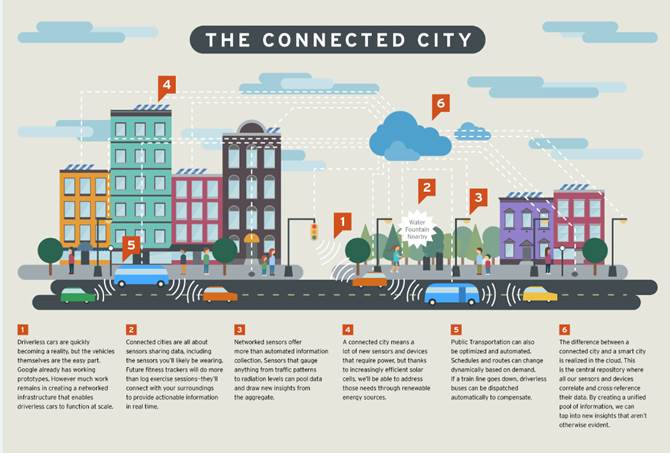 THE CONNECTED CITY
4
6
2
3
1
Water
Fountain
Nearby
5
1
Driverless cars are quickly
becoming a reality, but the vehicles
themselves are the easy part.
Google already has working
prototypes. However much work
remains in creating a networked
infrastructure that enables
driverless cars to function at scale.
2
Connected cities are all about
sensors sharing data, including
the sensors you'll likely be wearing.
Future fitness trackers will do more
than log exercise sessions–they'll
connect with your surroundings
to provide actionable information
in real time.
3
Networked sensors offer
more than automated information
collection. Sensors that gauge
anything from traffic patterns
to radiation levels can pool data
and draw new insights from
the aggregate.
4
A connected city means a
lot of new sensors and devices
that require power, but thanks
to increasingly efficient solar
cells, we'll be able to address
those needs through renewable
energy sources.
5
Public Transportation can also
be optimized and automated.
Schedules and routes can change
dynamically based on demand.
If a train line goes down, driverless
buses can be dispatched
automatically to compensate.
6
The difference between a
connected city and a smart city
is realized in the cloud. This
is the central repository where
all our sensors and devices
correlate and cross reference
their data. By creating a unified
pool of information, we can
tap into new insights that aren't
otherwise evident.